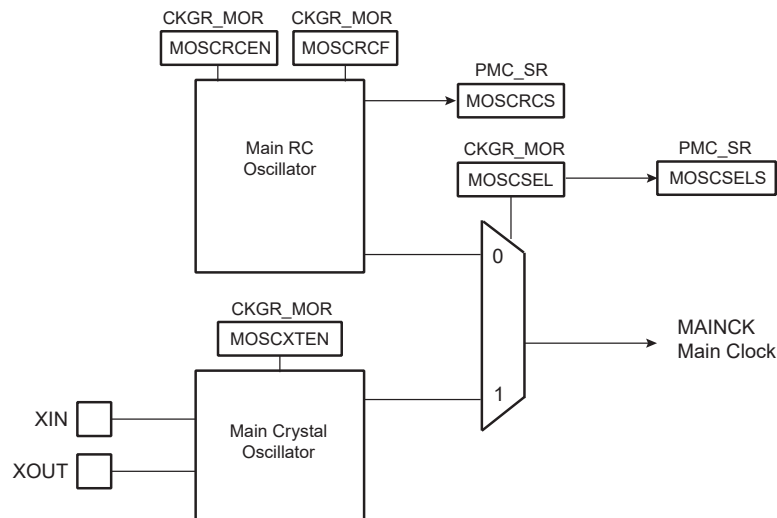 CKGR_MOR CKGR_MOR
MOSCRCEN MOSCRCF
PMC_SR
MOSCRCS
Main RC
Oscillator
CKGR_MOR
MOSCSEL
PMC_SR
MOSCSELS
0
CKGR_MOR
MOSCXTEN
MAINCK
Main Clock
1
XIN
XOUT
Main Crystal
Oscillator